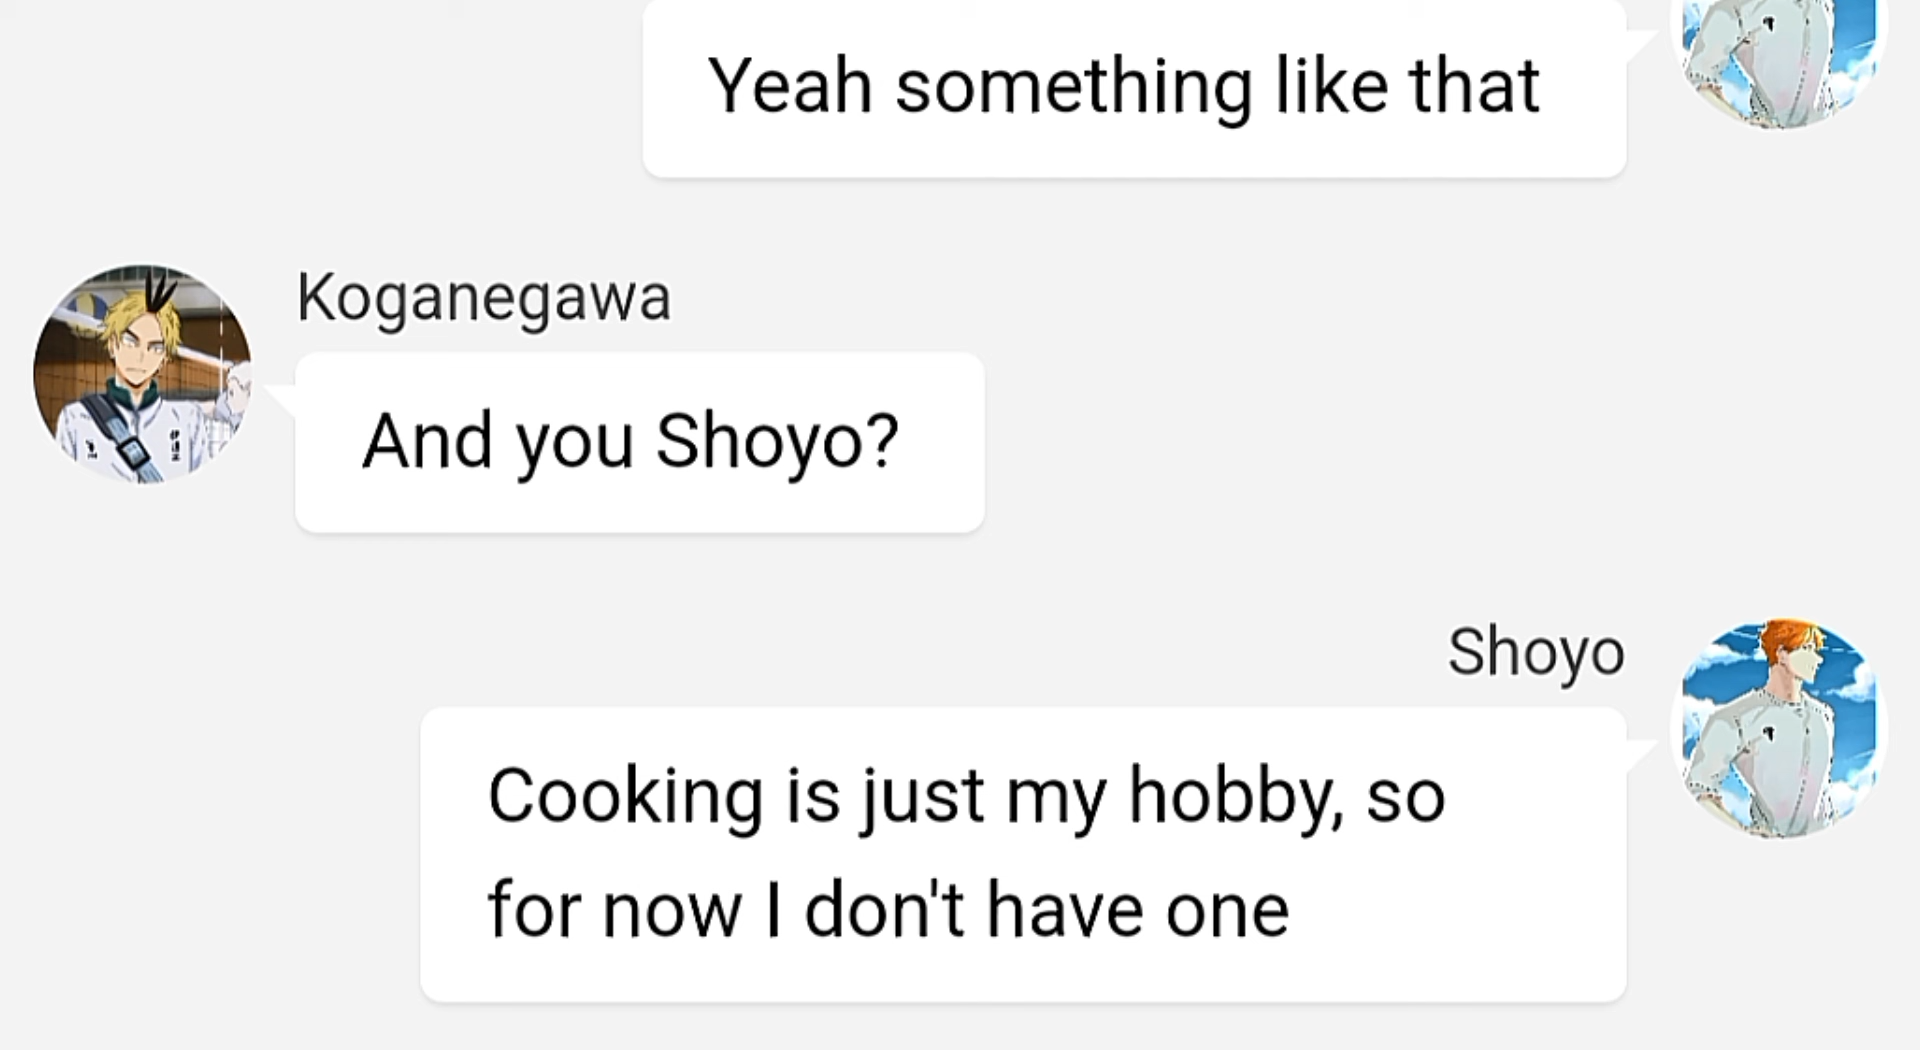 Yeah something like that
Koganegawa
And you Shoyo?
Shoyo
Cooking is just my hobby, so
for now I don't have one